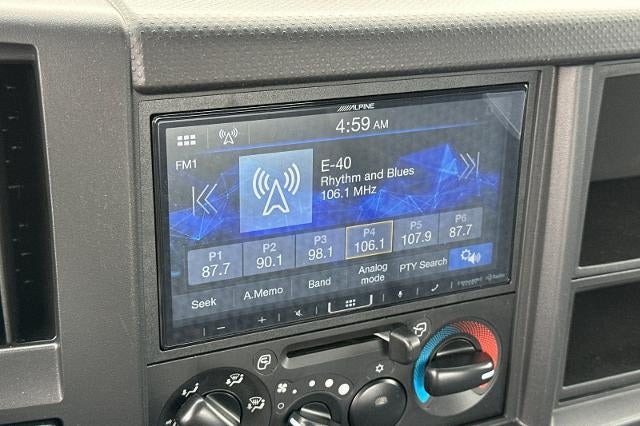 ALPINE
4:59 AM
FM1
E-40
Rhythm and Blues
106.1 MHz
P1 P2 P3 P4 P5 P6
87.7 90.1 98.1 106.1 107.9 87.7
Seek A.Memo Band Analog mode PTY Search